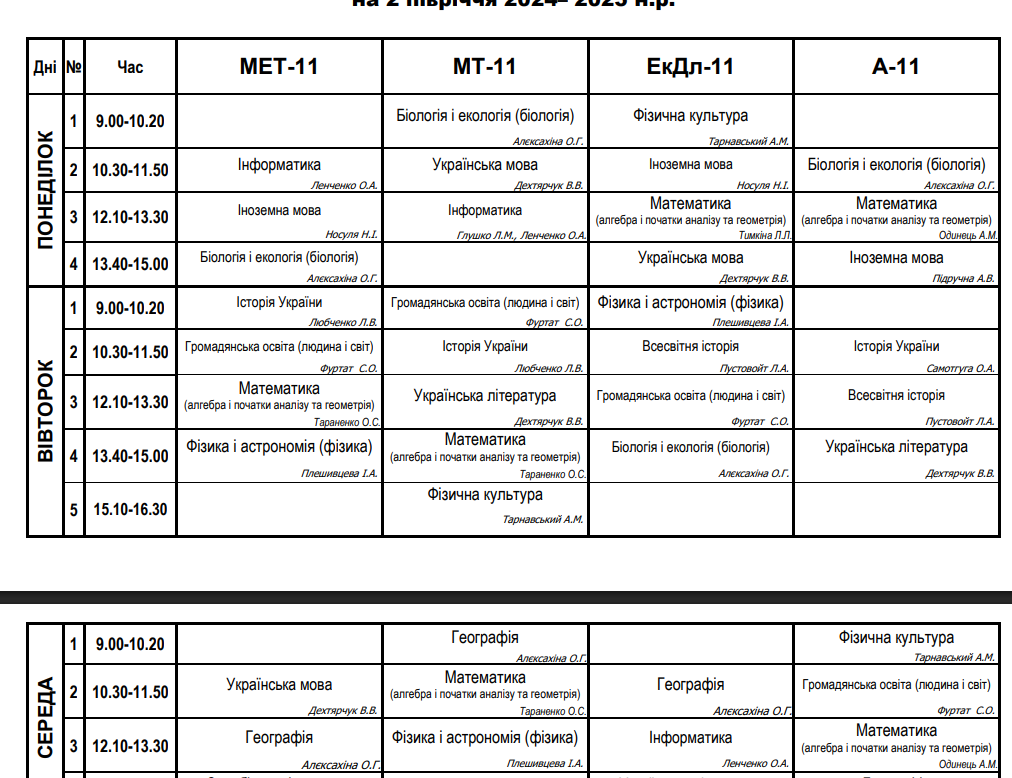 на 2 півріччя 2024– 2025 н.р.
Дні № Час МЕТ-11 МТ-11 ЕкДл-11 А-11
ПОНЕДІЛОК
1 9.00-10.20 Біологія і екологія (біологія) Фізична культура
Алєксахіна О.Г. Тарнавський А.М.
2 10.30-11.50 Інформатика Українська мова Іноземна мова Біологія і екологія (біологія)
Ленченко О.А. Дехтярчук В.В. Носуля Н.І. Алєксахіна О.Г.
3 12.10-13.30 Іноземна мова Інформатика Математика Математика
(алгебра і початки аналізу та геометрія) (алгебра і початки аналізу та геометрія)
Носуля Н.І. Глушко Л.М., Ленченко О.А. Тимкіна Л.Л. Одинець А.М.
4 13.40-15.00 Біологія і екологія (біологія) Українська мова Іноземна мова
Алєксахіна О.Г. Дехтярчук В.В. Підручна А.В.
ВІВТОРОК
1 9.00-10.20 Історія України Громадянська освіта (людина і світ) Фізика і астрономія (фізика)
Любченко Л.В. Фуртат С.О. Плешивцева І.А.
2 10.30-11.50 Громадянська освіта (людина і світ) Історія України Всесвітня історія Історія України
Фуртат С.О. Любченко Л.В. Пустовойт Л.А. Самотуга О.А.
3 12.10-13.30 Математика Українська література Громадянська освіта (людина і світ) Всесвітня історія
(алгебра і початки аналізу та геометрія)
Тараненко О.С. Дехтярчук В.В. Фуртат С.О. Пустовойт Л.А.
4 13.40-15.00 Фізика і астрономія (фізика) Математика Біологія і екологія (біологія) Українська література
(алгебра і початки аналізу та геометрія)
Плешивцева І.А. Тараненко О.С. Алєксахіна О.Г. Дехтярчук В.В.
5 15.10-16.30 Фізична культура
Тарнавський А.М.
СЕРЕДА
1 9.00-10.20 Географія Фізична культура
Алєксахіна О.Г. Тарнавський А.М.
2 10.30-11.50 Українська мова Математика Географія Громадянська освіта (людина і світ)
(алгебра і початки аналізу та геометрія)
Дехтярчук В.В. Тараненко О.С. Алєксахіна О.Г. Фуртат С.О.
3 12.10-13.30 Географія Фізика і астрономія (фізика) Інформатика Математика
(алгебра і початки аналізу та геометрія)
Алєксахіна О.Г. Плешивцева І.А. Ленченко О.А. Одинець А.М.